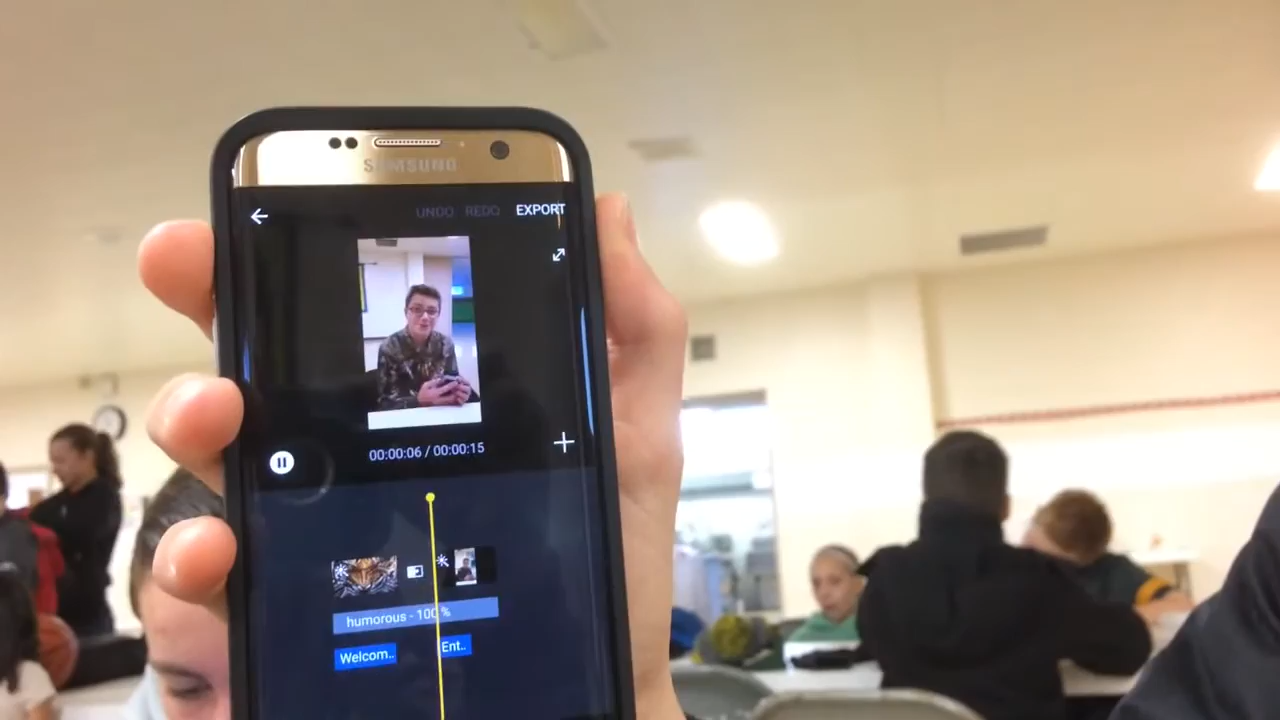 SAMSUNG
UNDO REDO EXPORT
00:00:06 / 00:00:15
humorous - 100%
Welcom.. Ent..